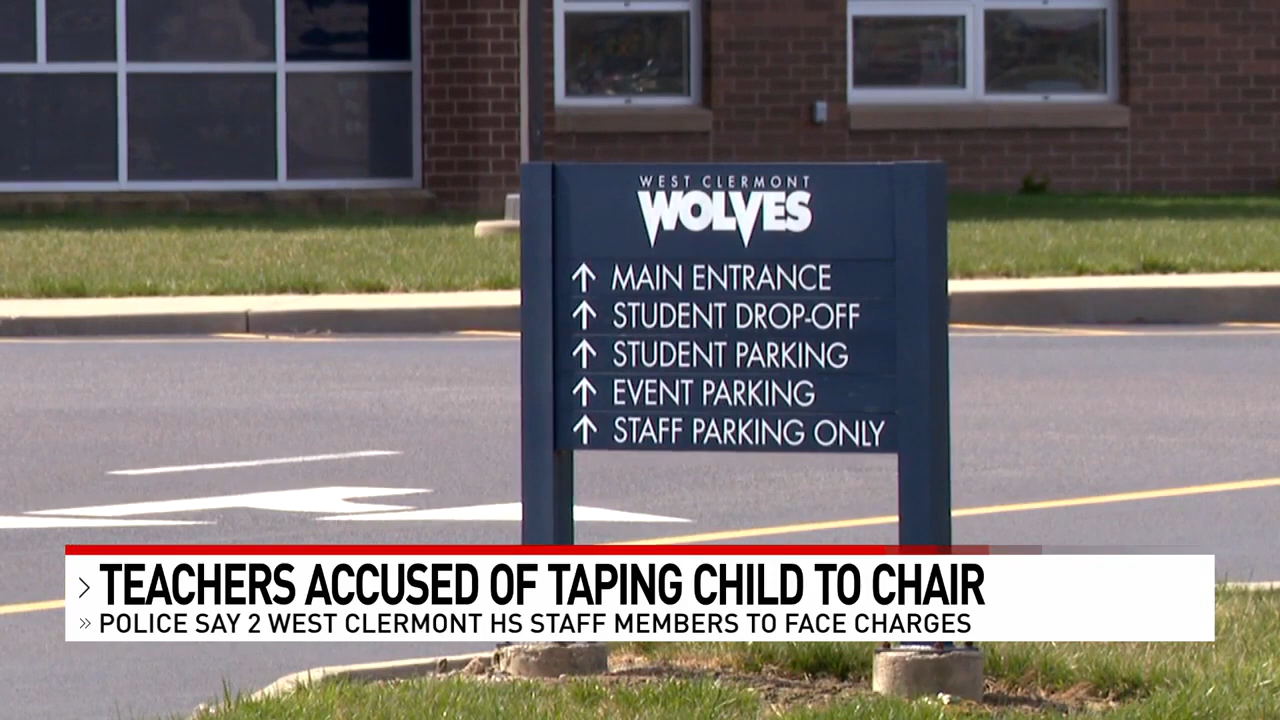 WEST CLERMONT
WOLVES
↑ MAIN ENTRANCE
↑ STUDENT DROP-OFF
↑ STUDENT PARKING
↑ EVENT PARKING
↑ STAFF PARKING ONLY
> TEACHERS ACCUSED OF TAPING CHILD TO CHAIR
» POLICE SAY 2 WEST CLERMONT HS STAFF MEMBERS TO FACE CHARGES